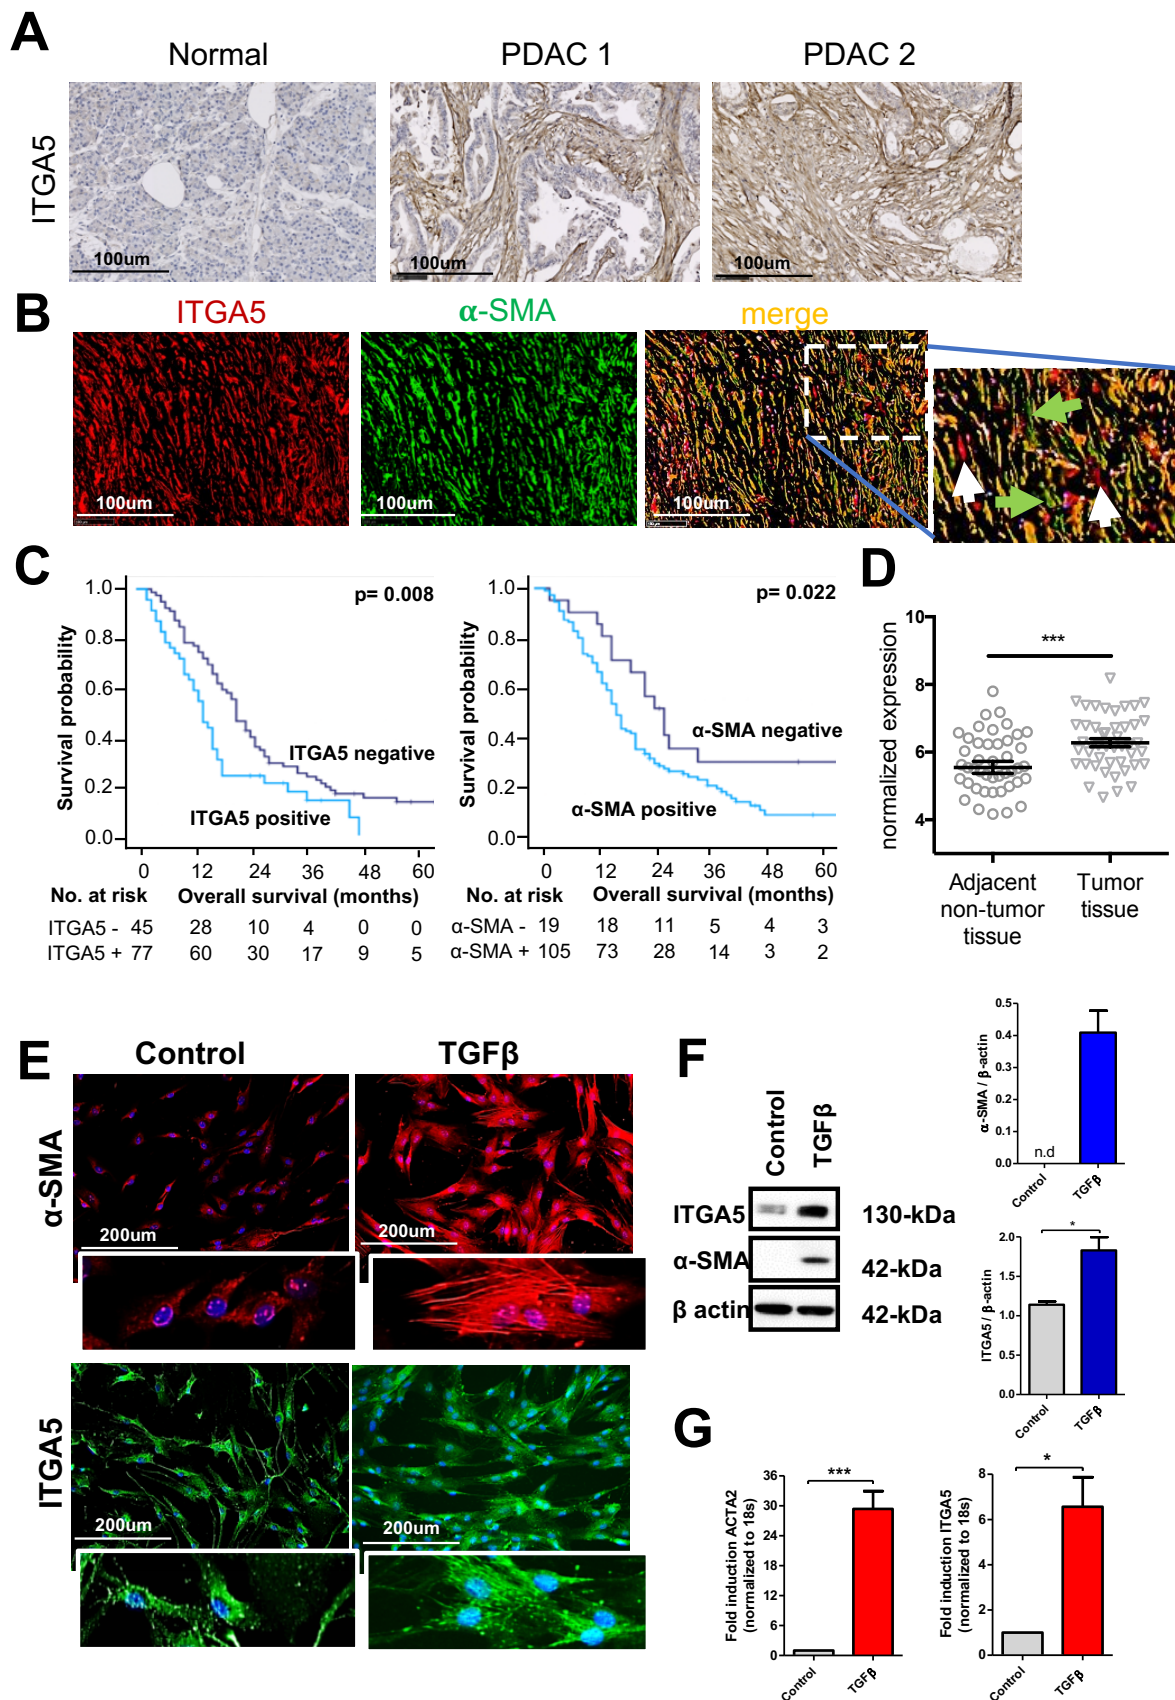 A
Normal
PDAC 1
PDAC 2
ITGA5
100um
100um
100um
B
ITGA5
α-SMA
merge
100um
100um
100um
C
1.0
0.8
0.6
0.4
0.2
0.0
Survival probability
p= 0.008
ITGA5 negative
ITGA5 positive
0 12 24 36 48 60
No. at risk Overall survival (months)
ITGA5 - 45 28 10 4 0 0
ITGA5 + 77 60 30 17 9 5
1.0
0.8
0.6
0.4
0.2
0.0
Survival probability
p= 0.022
α-SMA negative
α-SMA positive
0 12 24 36 48 60
No. at risk Overall survival (months)
α-SMA - 19 18 11 5 4 3
α-SMA + 105 73 28 14 3 2
D
10
8
6
4
normalized expression
***
Adjacent
non-tumor
tissue
Tumor
tissue
E
Control
TGFβ
α-SMA
200um
200um
ITGA5
200um
200um
F
Control
TGFβ
ITGA5 130-kDa
α-SMA 42-kDa
β actin 42-kDa
0.5
0.4
0.3
0.2
0.1
0.0
α-SMA / β-actin
n.d
Control
TGFβ
2.0
1.5
1.0
0.5
0.0
ITGA5 / β-actin
*
Control
TGFβ
G
36
30
24
18
12
6
0
Fold induction ACTA2
(normalized to 18s)
***
Control
TGFβ
8
6
4
2
0
Fold induction ITGA5
(normalized to 18s)
*
Control
TGFβ